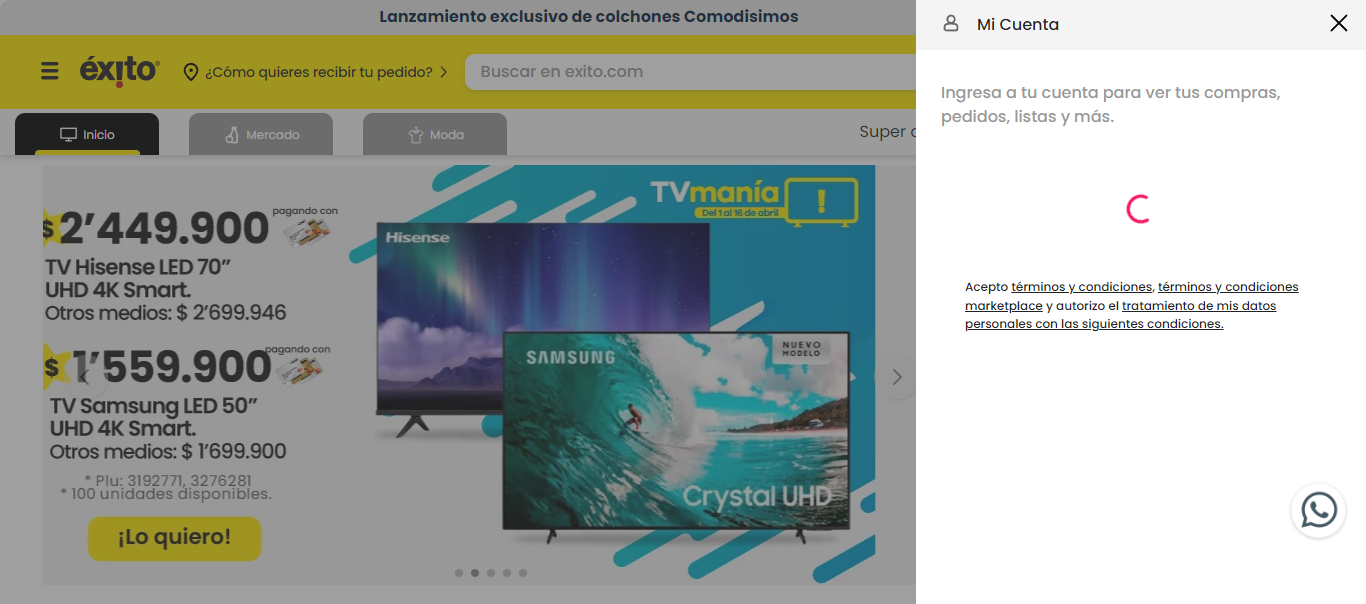 Lanzamiento exclusivo de colchones Comodisimos
éxito
¿Cómo quieres recibir tu pedido?
Buscar en exito.com
Inicio
Mercado
Moda
Super
$2’449.900
pagando con
TV Hisense LED 70”
UHD 4K Smart.
Otros medios: $ 2’699.946
$1’559.900
pagando con
TV Samsung LED 50”
UHD 4K Smart.
Otros medios: $ 1’699.900
* Plu: 3192771, 3276281
* 100 unidades disponibles.
¡Lo quiero!
TVmanía
Del 1 al 16 de abril
Hisense
SAMSUNG
NUEVO
MODELO
Crystal UHD
Mi Cuenta
Ingresa a tu cuenta para ver tus compras,
pedidos, listas y más.
Acepto términos y condiciones, términos y condiciones
marketplace y autorizo el tratamiento de mis datos
personales con las siguientes condiciones.